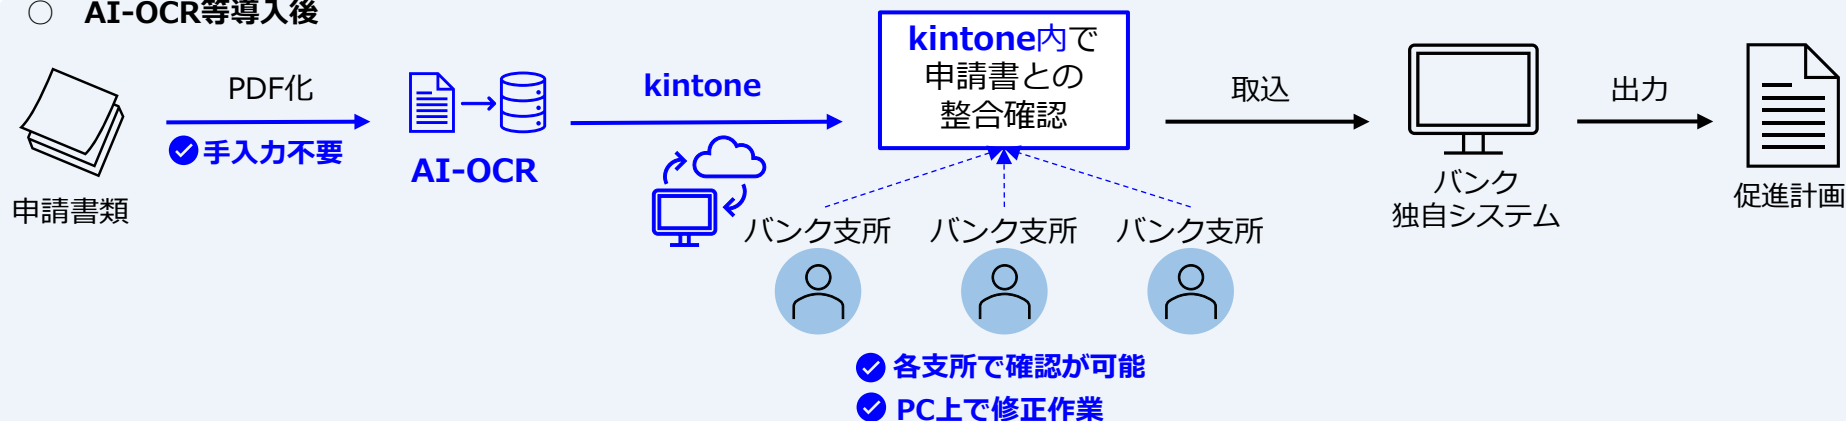 ○ AI-OCR等導入後
申請書類
PDF化
手入力不要
AI-OCR
kintone
kintone内で
申請書との
整合確認
バンク支所
バンク支所
バンク支所
各支所で確認が可能
PC上で修正作業
取込
バンク
独自システム
出力
促進計画